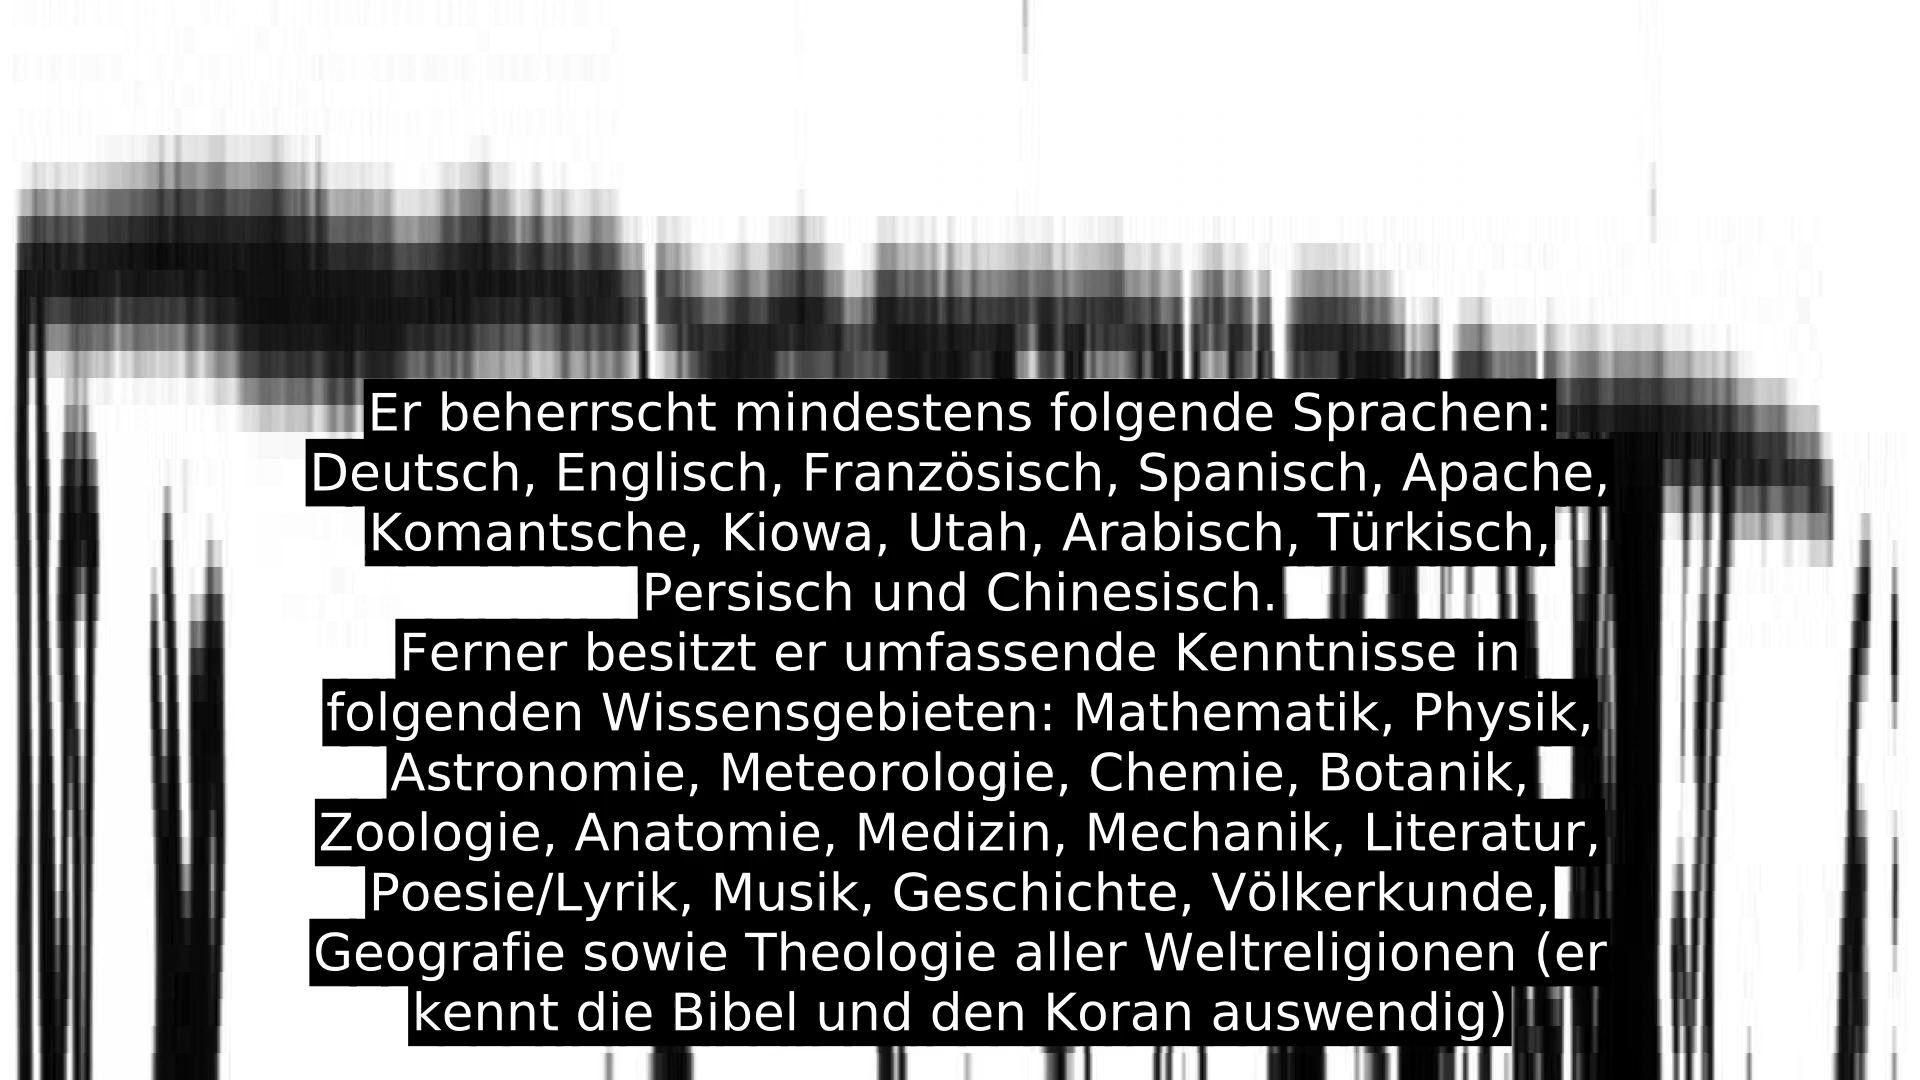 Er beherrscht mindestens folgende Sprachen:
Deutsch, Englisch, Französisch, Spanisch, Apache,
Komantsche, Kiowa, Utah, Arabisch, Türkisch,
Persisch und Chinesisch.
Ferner besitzt er umfassende Kenntnisse in
folgenden Wissensgebieten: Mathematik, Physik,
Astronomie, Meteorologie, Chemie, Botanik,
Zoologie, Anatomie, Medizin, Mechanik, Literatur,
Poesie/Lyrik, Musik, Geschichte, Völkerkunde,
Geografie sowie Theologie aller Weltreligionen (er
kennt die Bibel und den Koran auswendig)